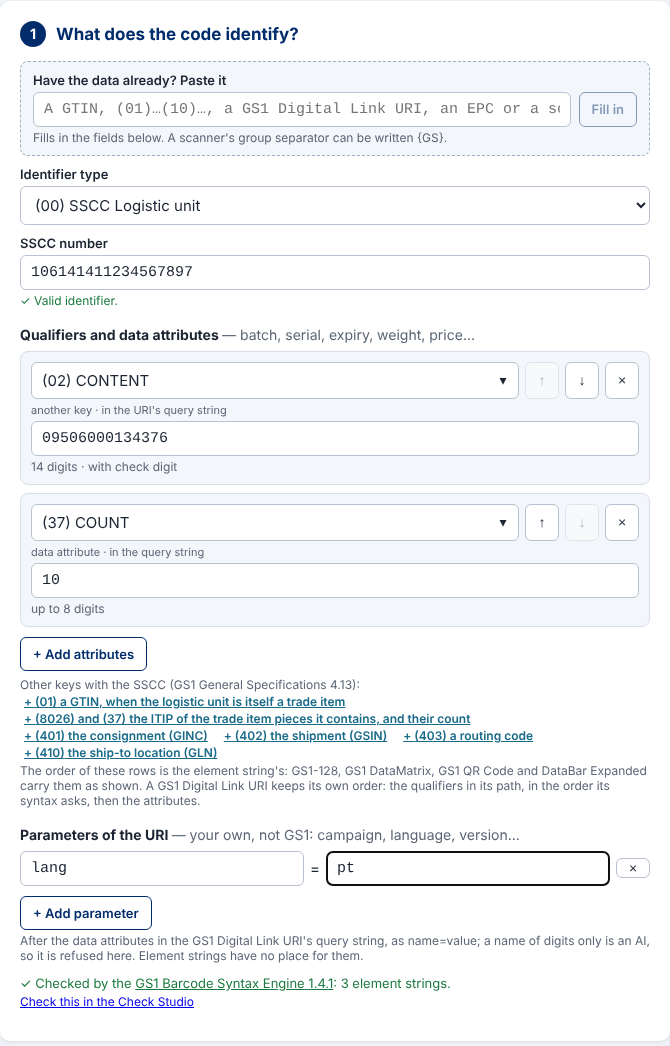 1 What does the code identify?
Have the data already? Paste it
A GTIN, (01)…(10)…, a GS1 Digital Link URI, an EPC or a
Fill in
Fills in the fields below. A scanner's group separator can be written {GS}.
Identifier type
(00) SSCC Logistic unit
SSCC number
106141411234567897
✓ Valid identifier.
Qualifiers and data attributes — batch, serial, expiry, weight, price...
(02) CONTENT ▼ ↑ ↓ ×
another key · in the URI's query string
09506000134376
14 digits · with check digit
(37) COUNT ▼ ↑ ↓ ×
data attribute · in the query string
10
up to 8 digits
+ Add attributes
Other keys with the SSCC (GS1 General Specifications 4.13):
+ (01) a GTIN, when the logistic unit is itself a trade item
+ (8026) and (37) the ITIP of the trade item pieces it contains, and their count
+ (401) the consignment (GINC) + (402) the shipment (GSIN) + (403) a routing code
+ (410) the ship-to location (GLN)
The order of these rows is the element string's: GS1-128, GS1 DataMatrix, GS1 QR Code and DataBar Expanded
carry them as shown. A GS1 Digital Link URI keeps its own order: the qualifiers in its path, in the order its
syntax asks, then the attributes.
Parameters of the URI — your own, not GS1: campaign, language, version...
lang = pt ×
+ Add parameter
After the data attributes in the GS1 Digital Link URI's query string, as name=value; a name of digits only is an AI,
so it is refused here. Element strings have no place for them.
✓ Checked by the GS1 Barcode Syntax Engine 1.4.1: 3 element strings.
Check this in the Check Studio